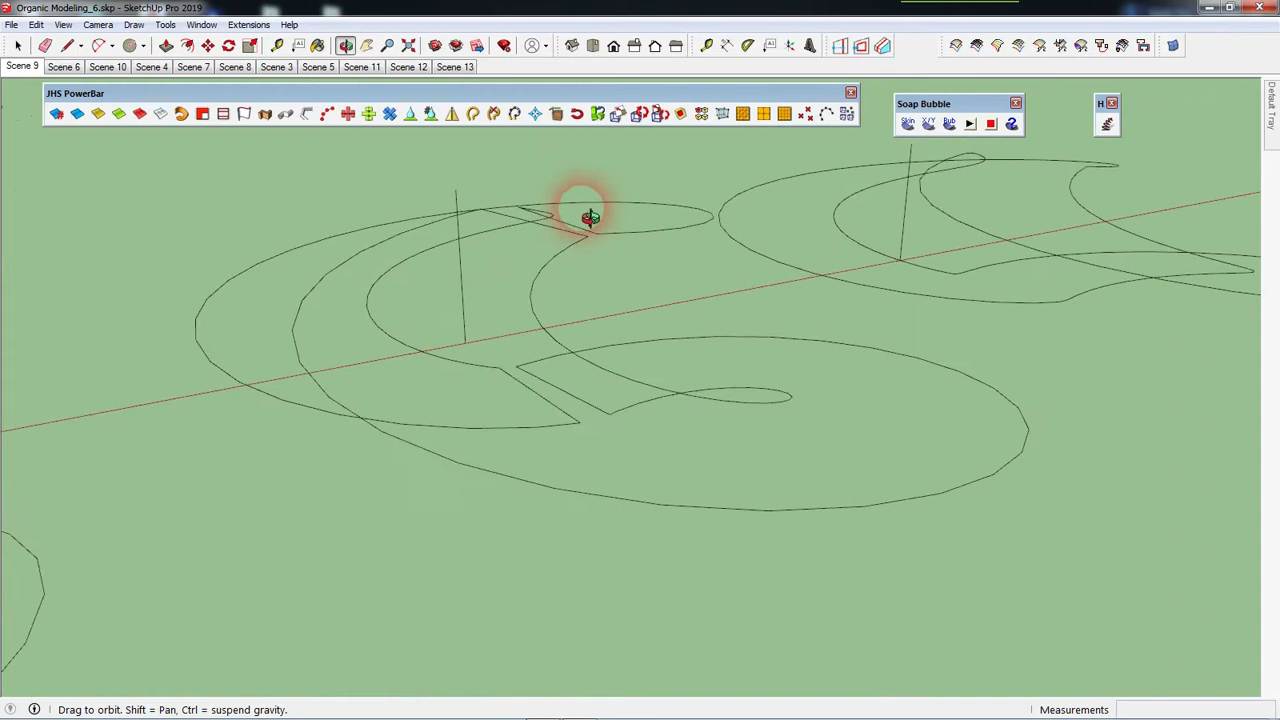 Organic Modeling_6.skp - SketchUp Pro 2019
File Edit View Camera Draw Tools Window Extensions Help
Scene 9 Scene 6 Scene 10 Scene 4 Scene 7 Scene 8 Scene 3 Scene 5 Scene 11 Scene 12 Scene 13
JHS PowerBar
Soap Bubble
H
Skin X/Y Bub
Default Tray
Drag to orbit. Shift = Pan, Ctrl = suspend gravity.
Measurements